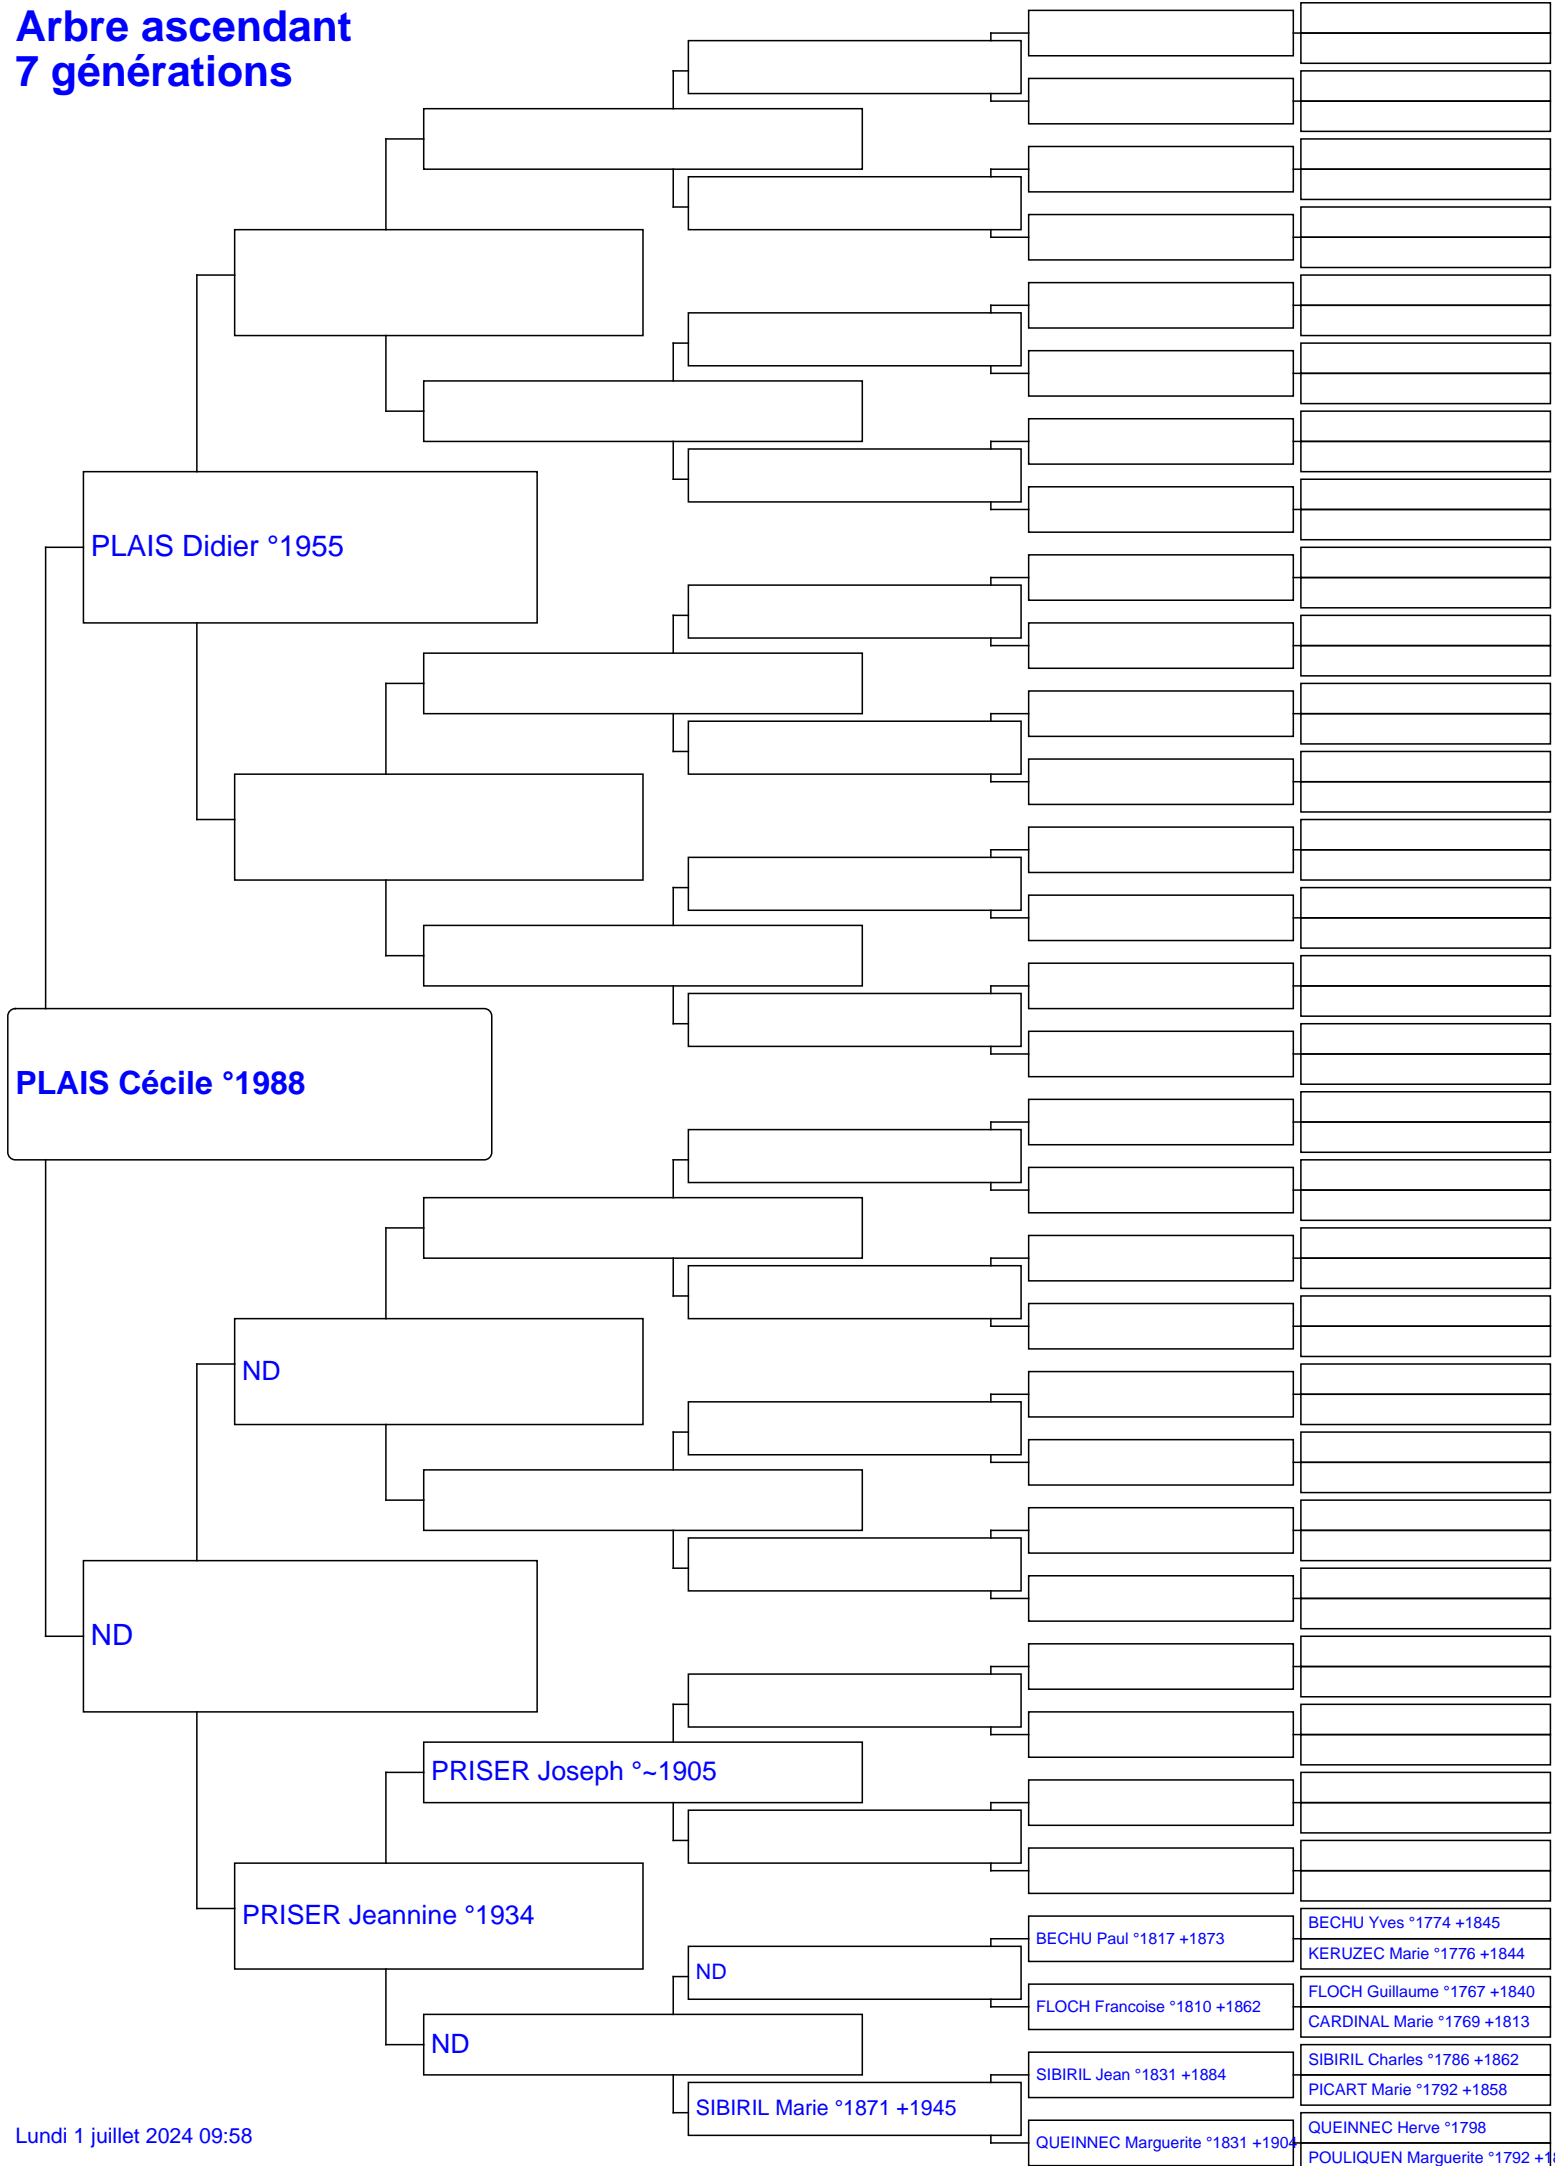 Arbre ascendant
7 générations
PLAIS Didier °1955
PLAIS Cécile °1988
ND
ND
PRISER Joseph °~1905
PRISER Jeannine °1934
BECHU Yves °1774 +1845
BECHU Paul °1817 +1873
KERUZEC Marie °1776 +1844
ND
FLOCH Guillaume °1767 +1840
FLOCH Francoise °1810 +1862
CARDINAL Marie °1769 +1813
ND
SIBIRIL Charles °1786 +1862
SIBIRIL Jean °1831 +1884
PICART Marie °1792 +1858
SIBIRIL Marie °1871 +1945
QUEINNEC Herve °1798
QUEINNEC Marguerite °1831 +1904
POULIQUEN Marguerite °1792
Lundi 1 juillet 2024 09:58